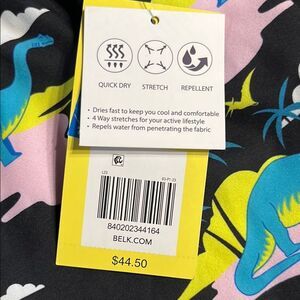 QUICK DRY STRETCH REPELLENT
• Dries fast to keep you cool and comfortable
• 4 Way stretches for your active lifestyle
• Repels water from penetrating the fabric
840202344164
BELK.COM
$44.50